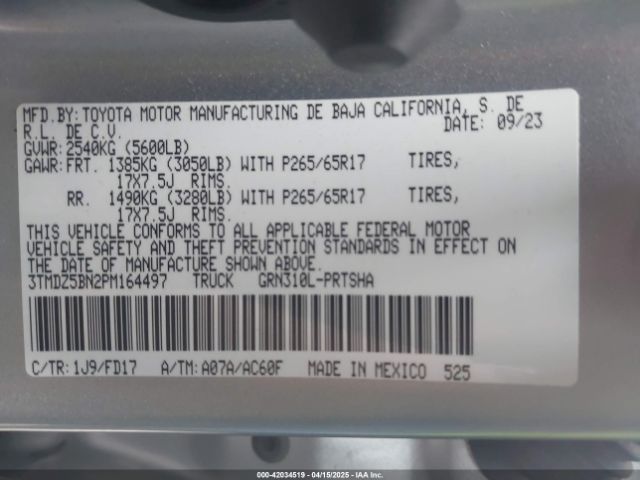 MFD.BY: TOYOTA MOTOR MANUFACTURING DE BAJA CALIFORNIA, S. DE
R.L. DE C.V. DATE: 09/23
GVWR: 2540KG (5600LB)
GAWR: FRT. 1385KG (3050LB) WITH P265/65R17 TIRES,
17X7.5J RIMS.
RR. 1490KG (3280LB) WITH P265/65R17 TIRES,
17X7.5J RIMS.
THIS VEHICLE CONFORMS TO ALL APPLICABLE FEDERAL MOTOR
VEHICLE SAFETY AND THEFT PREVENTION STANDARDS IN EFFECT ON
THE DATE OF MANUFACTURE SHOWN ABOVE.
3TMDZ5BN2PM164497 TRUCK GRN310L-PRTSHA
C/TR: 1J9/FD17 A/TM: A07A/AC60F MADE IN MEXICO 525
000-42034519 - 04/15/2025 - IAA Inc.